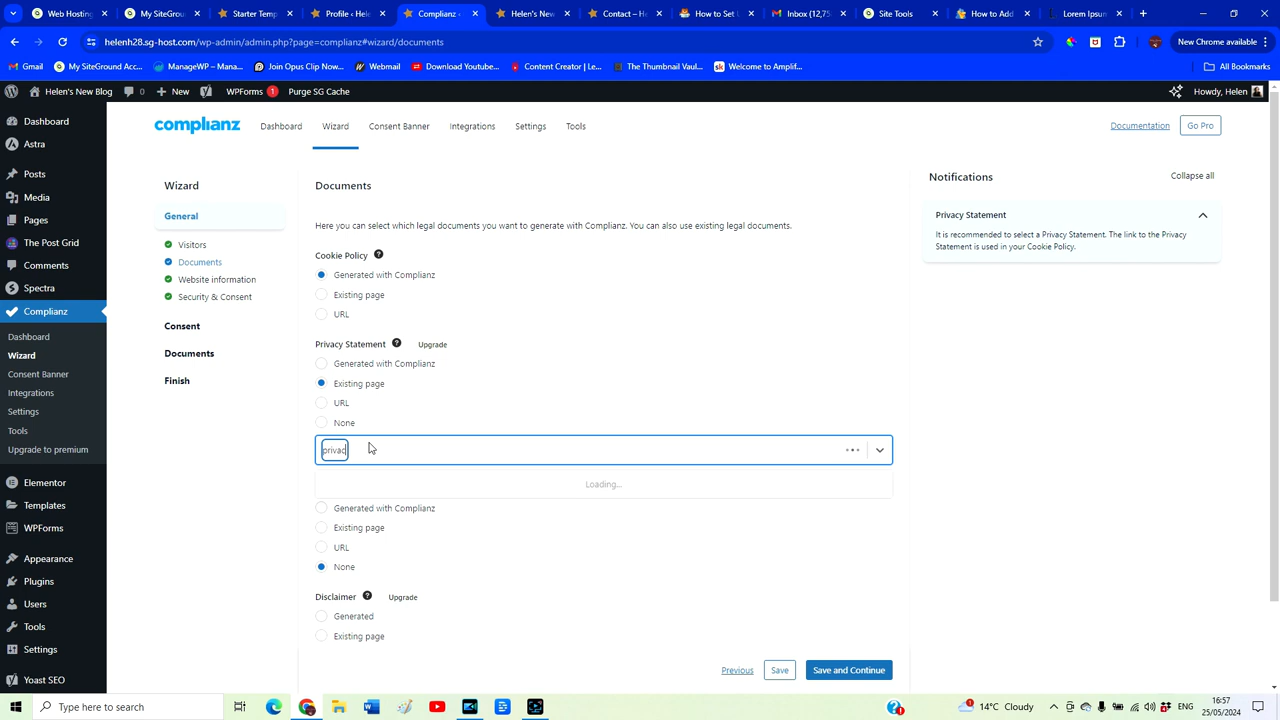 Web Hosting
My SiteGround
Starter Temp
Profile ‹ Hel
Complianz ‹
Helen's New
Contact – He
How to Set U
Inbox (12,75
Site Tools
How to Add
Lorem Ipsum
helenh28.sg-host.com/wp-admin/admin.php?page=complianz#wizard/documents
New Chrome available
Gmail
My SiteGround Acc...
ManageWP – Mana...
Join Opus Clip Now...
Webmail
Download Youtube...
Content Creator | Le...
The Thumbnail Vaul...
Welcome to Amplif...
All Bookmarks
Helen's New Blog
0
New
WPForms 1
Purge SG Cache
Howdy, Helen
Dashboard
Astra
Posts
Media
Pages
The Post Grid
Comments
Spectra
Complianz
Dashboard
Wizard
Consent Banner
Integrations
Settings
Tools
Upgrade to premium
Elementor
Templates
WPForms
Appearance
Plugins
Users
Tools
Settings
Yoast SEO
complianz
Dashboard
Wizard
Consent Banner
Integrations
Settings
Tools
Documentation
Go Pro
Wizard
General
Visitors
Documents
Website information
Security & Consent
Consent
Documents
Finish
Documents
Here you can select which legal documents you want to generate with Complianz. You can also use existing legal documents.
Cookie Policy
Generated with Complianz
Existing page
URL
Privacy Statement Upgrade
Generated with Complianz
Existing page
URL
None
privac
Loading...
Generated with Complianz
Existing page
URL
None
Disclaimer Upgrade
Generated
Existing page
Previous
Save
Save and Continue
Notifications
Collapse all
Privacy Statement
It is recommended to select a Privacy Statement. The link to the Privacy
Statement is used in your Cookie Policy.
Type here to search
14°C Cloudy
ENG
16:57
25/05/2024